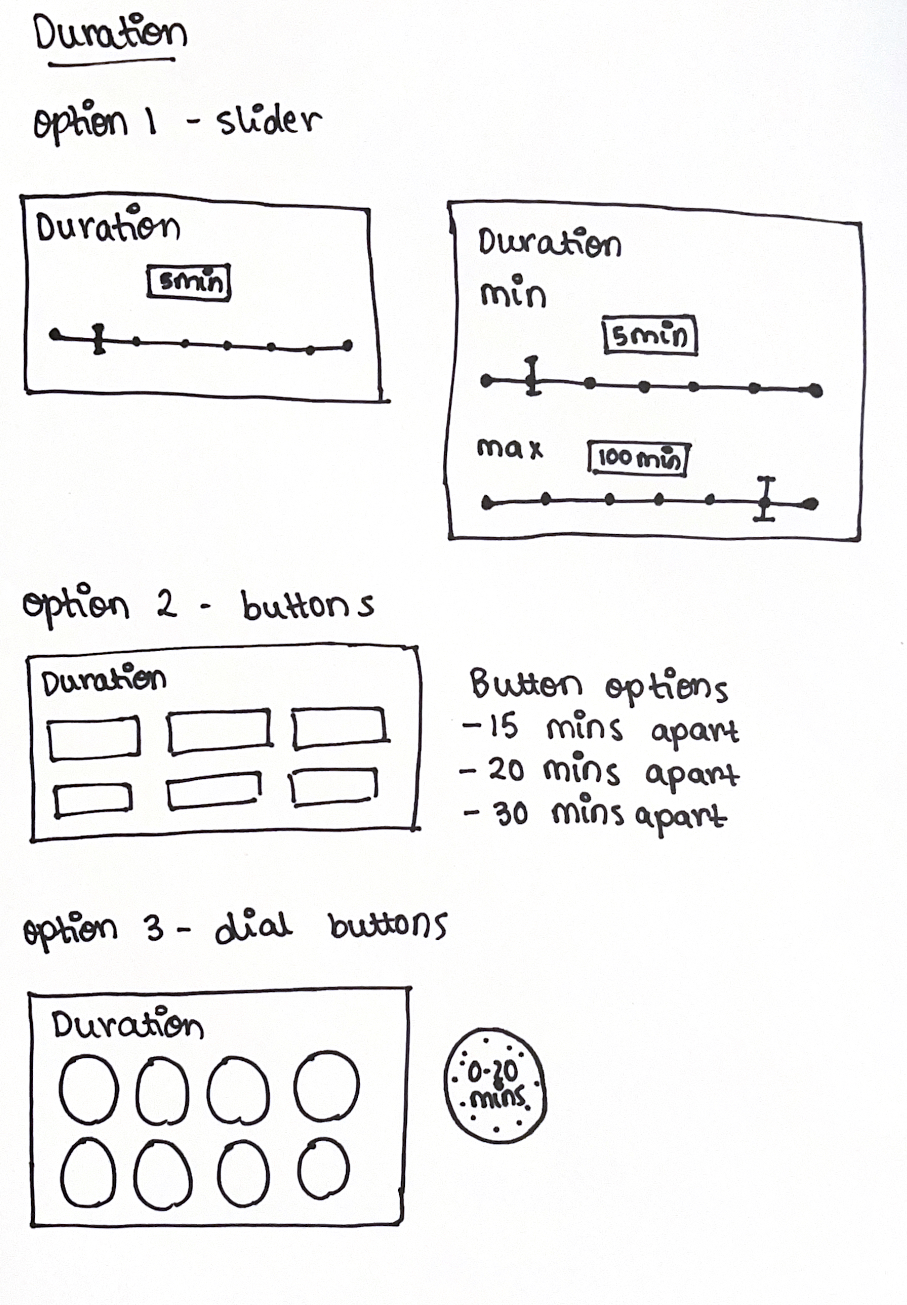 Duration
option 1 - slider
Duration
5min
Duration
min
5min
max
100 min
option 2 - buttons
Duration
Button options
- 15 mins apart
- 20 mins apart
- 30 mins apart
option 3 - dial buttons
Duration
0-20
mins